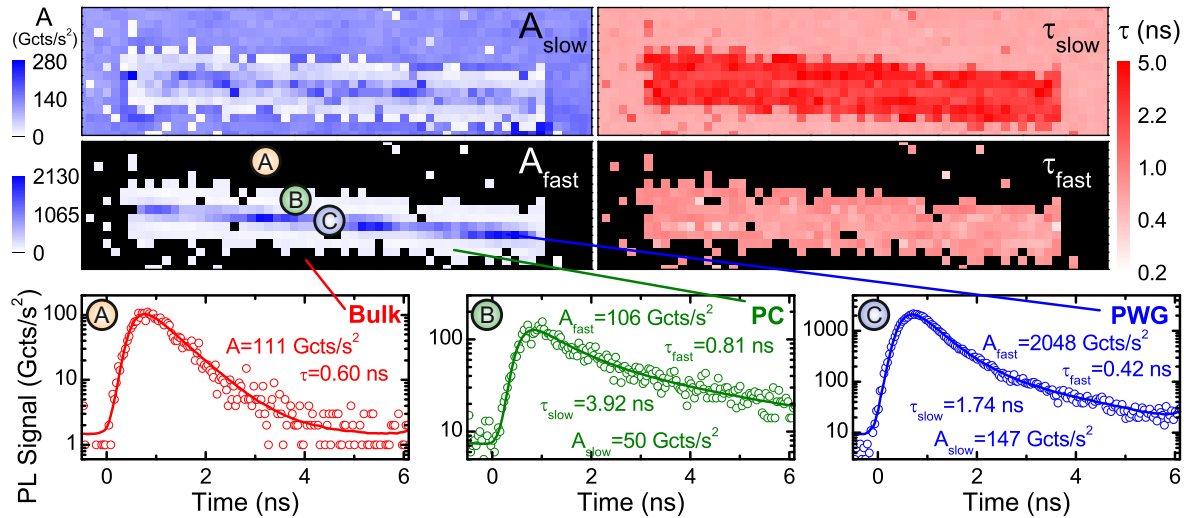 A
(Gcts/s²)
280
140
0
A_slow
τ_slow
τ (ns)
5.0
2.2
1.0
0.4
0.2
2130
1065
0
A
B
C
A_fast
τ_fast
PL Signal (Gcts/s²)
100
10
1
A
Bulk
A=111 Gcts/s²
τ=0.60 ns
0 2 4 6
Time (ns)
100
10
B
PC
A_fast=106 Gcts/s²
τ_fast=0.81 ns
τ_slow=3.92 ns
A_slow=50 Gcts/s²
0 2 4 6
Time (ns)
1000
100
10
C
PWG
A_fast=2048 Gcts/s²
τ_fast=0.42 ns
τ_slow=1.74 ns
A_slow=147 Gcts/s²
0 2 4 6
Time (ns)